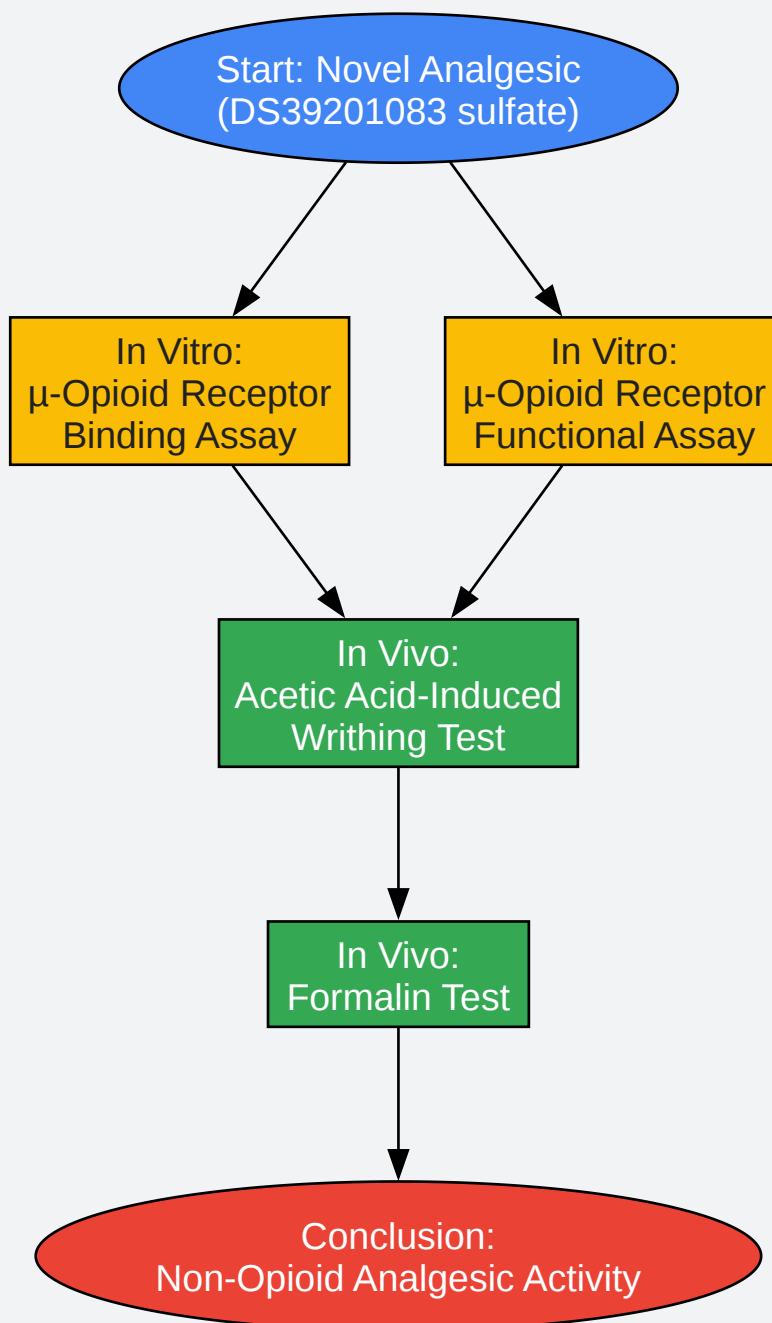 Start: Novel Analgesic
(DS39201083 sulfate)
In Vitro:
µ-Opioid Receptor
Binding Assay
In Vitro:
µ-Opioid Receptor
Functional Assay
In Vivo:
Acetic Acid-Induced
Writhing Test
In Vivo:
Formalin Test
Conclusion:
Non-Opioid Analgesic Activity